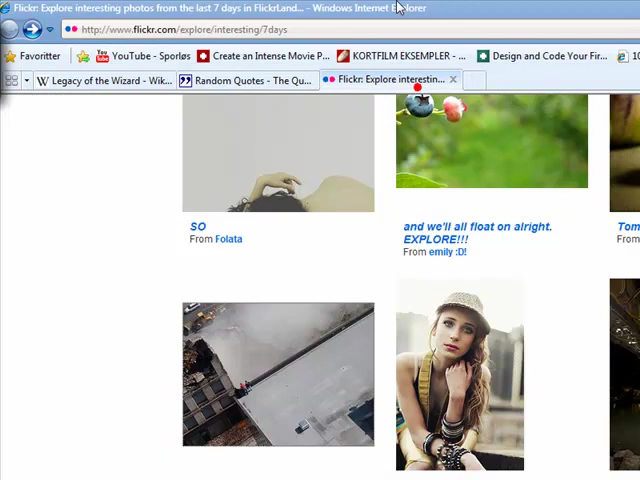 Flickr: Explore interesting photos from the last 7 days in FlickrLand... - Windows Internet Explorer
http://www.flickr.com/explore/interesting/7days
Favoritter
YouTube - Sporløs
Create an Intense Movie P...
KORTFILM EKSEMPLER - ...
Design and Code Your Fir...
10
Legacy of the Wizard - Wik...
Random Quotes - The Qu...
Flickr: Explore interestin...
SO
From Folata
and we'll all float on alright.
EXPLORE!!!
From emily :D!
Tom
From